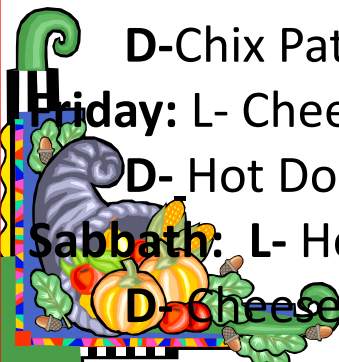 D-Chix Pat
Friday: L- Chee
D- Hot Do
Sabbath: L- H
D- Cheese